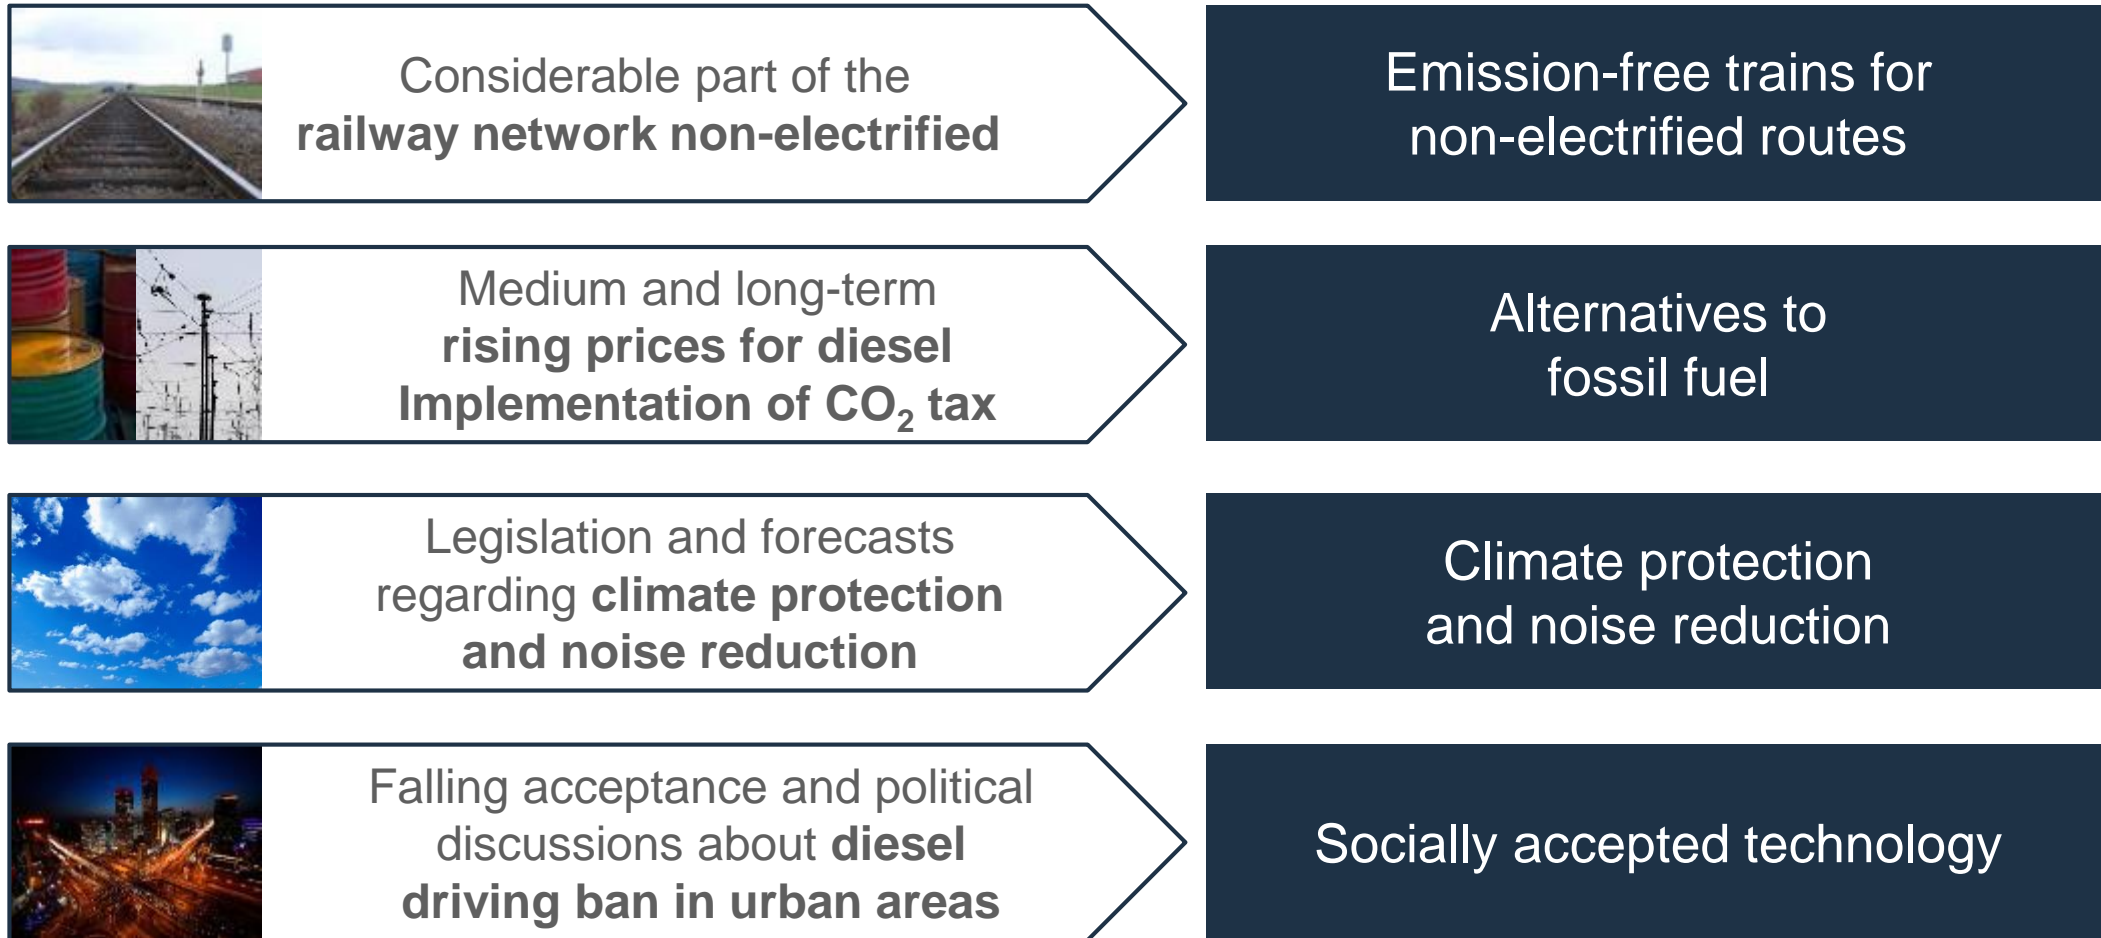 Considerable part of the
railway network non-electrified
Emission-free trains for
non-electrified routes
Medium and long-term
rising prices for diesel
Implementation of CO₂ tax
Alternatives to
fossil fuel
Legislation and forecasts
regarding climate protection
and noise reduction
Climate protection
and noise reduction
Falling acceptance and political
discussions about diesel
driving ban in urban areas
Socially accepted technology